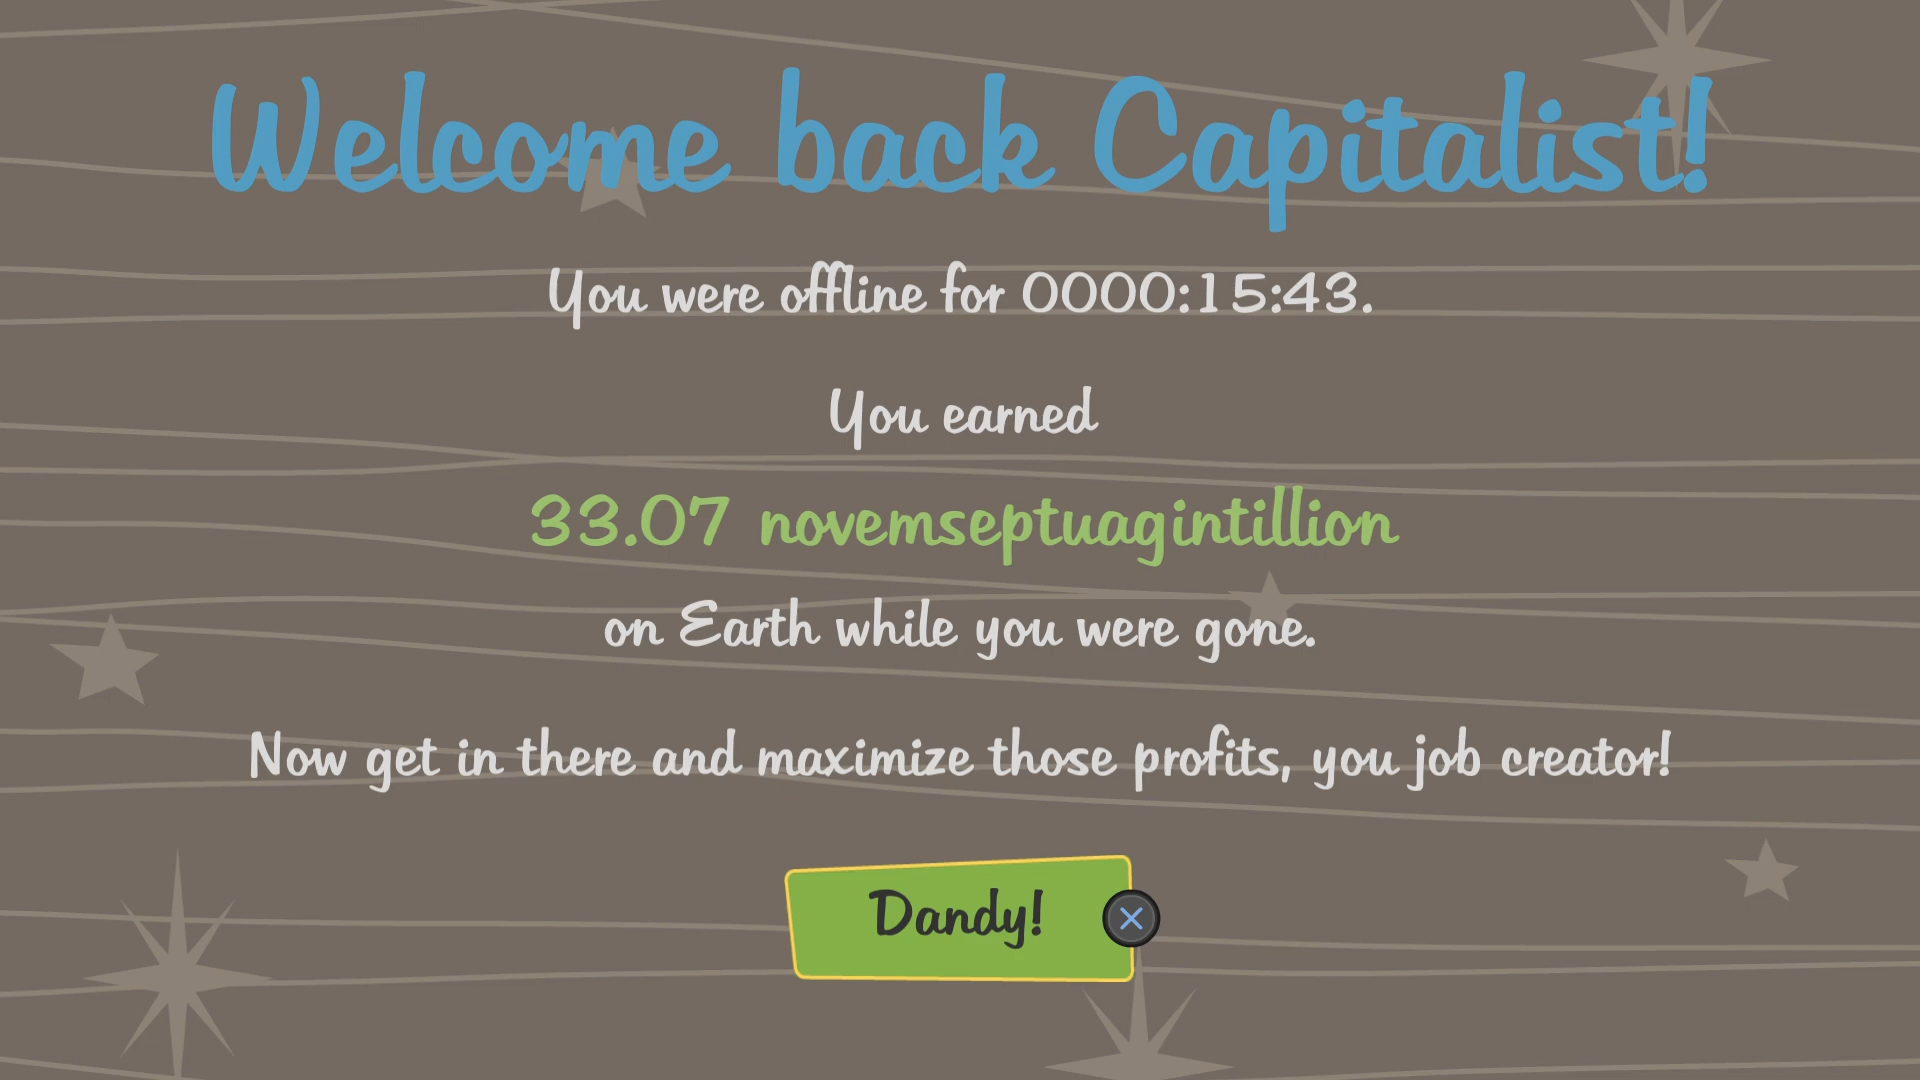 Welcome back Capitalist!
You were offline for 0000:15:43.
You earned
33.07 novemseptuagintillion
on Earth while you were gone.
Now get in there and maximize those profits, you job creator!
Dandy!